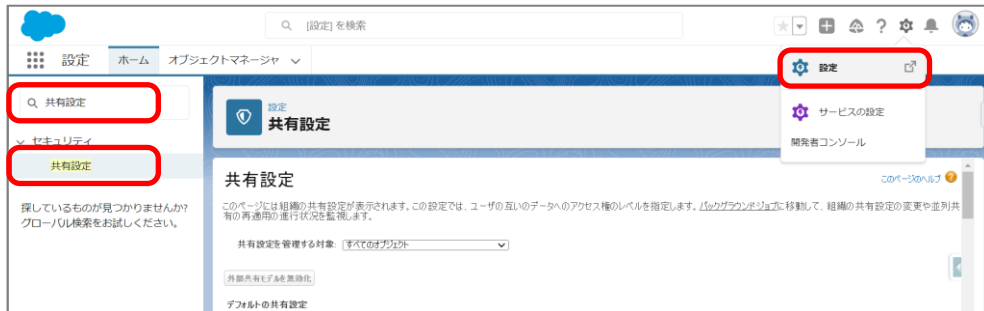 [設定] を検索
設定
ホーム
オブジェクトマネージャ
設定
サービスの設定
開発者コンソール
共有設定
セキュリティ
共有設定
探しているものが見つかりませんか?
グローバル検索をお試しください。
設定
共有設定
共有設定
このページのヘルプ
このページには組織の共有設定が表示されます。この設定では、ユーザの互いのデータへのアクセス権のレベルを指定します。バックグラウンドジョブに移動して、組織の共有設定の変更や並列共
有の再適用の進行状況を監視します。
共有設定を管理する対象: すべてのオブジェクト
外部共有モデルを無効化
デフォルトの共有設定